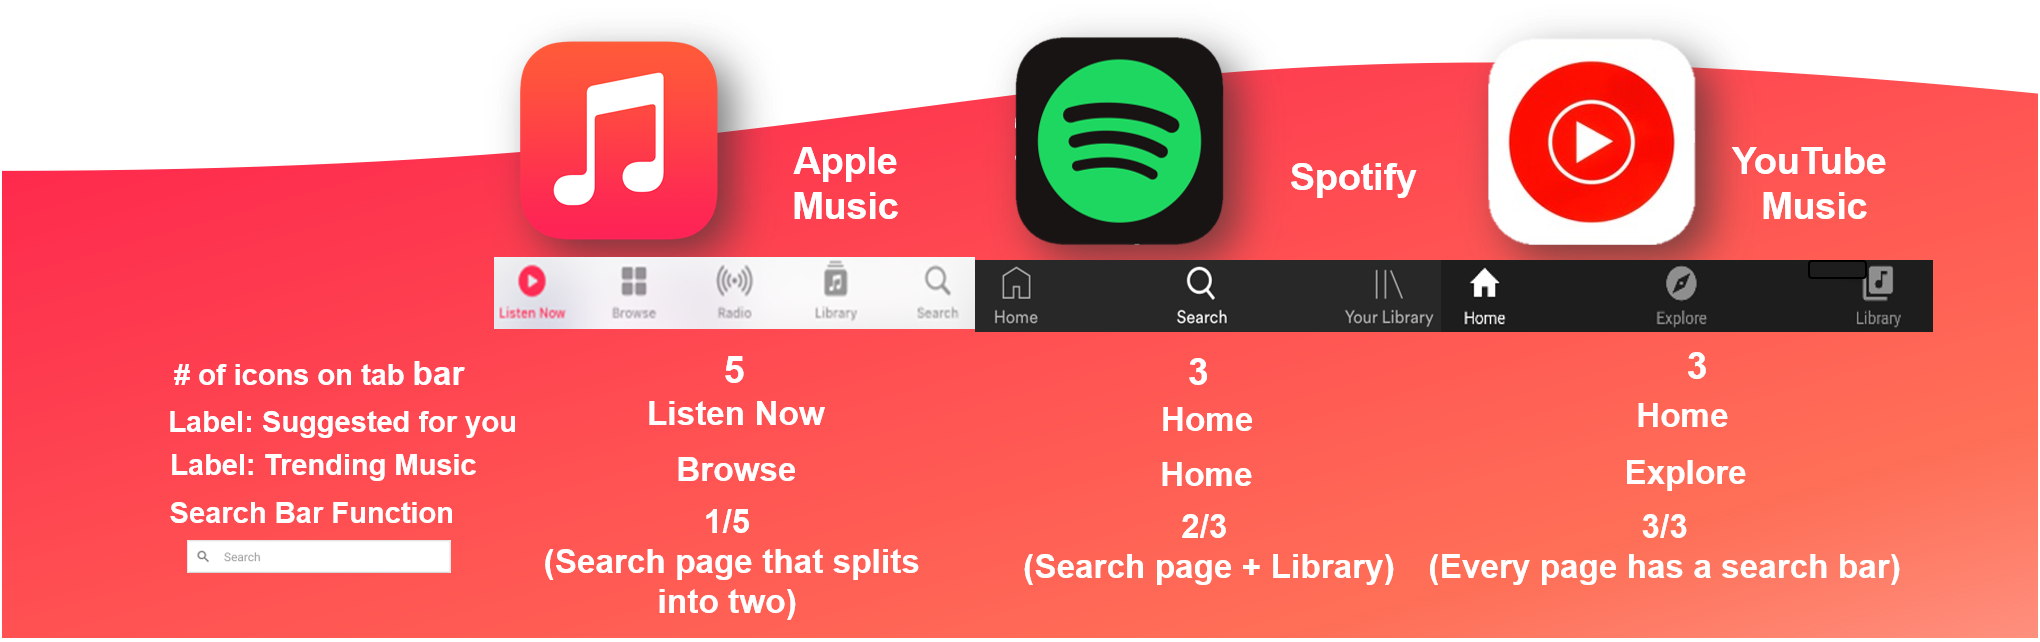 Apple
Music
Spotify
YouTube
Music
Listen Now
Browse
Radio
Library
Search
Home
Search
Your Library
Home
Explore
Library
# of icons on tab bar
5
3
3
Label: Suggested for you
Listen Now
Home
Home
Label: Trending Music
Browse
Home
Explore
Search Bar Function
1/5
2/3
3/3
Search
(Search page that splits
into two)
(Search page + Library)
(Every page has a search bar)